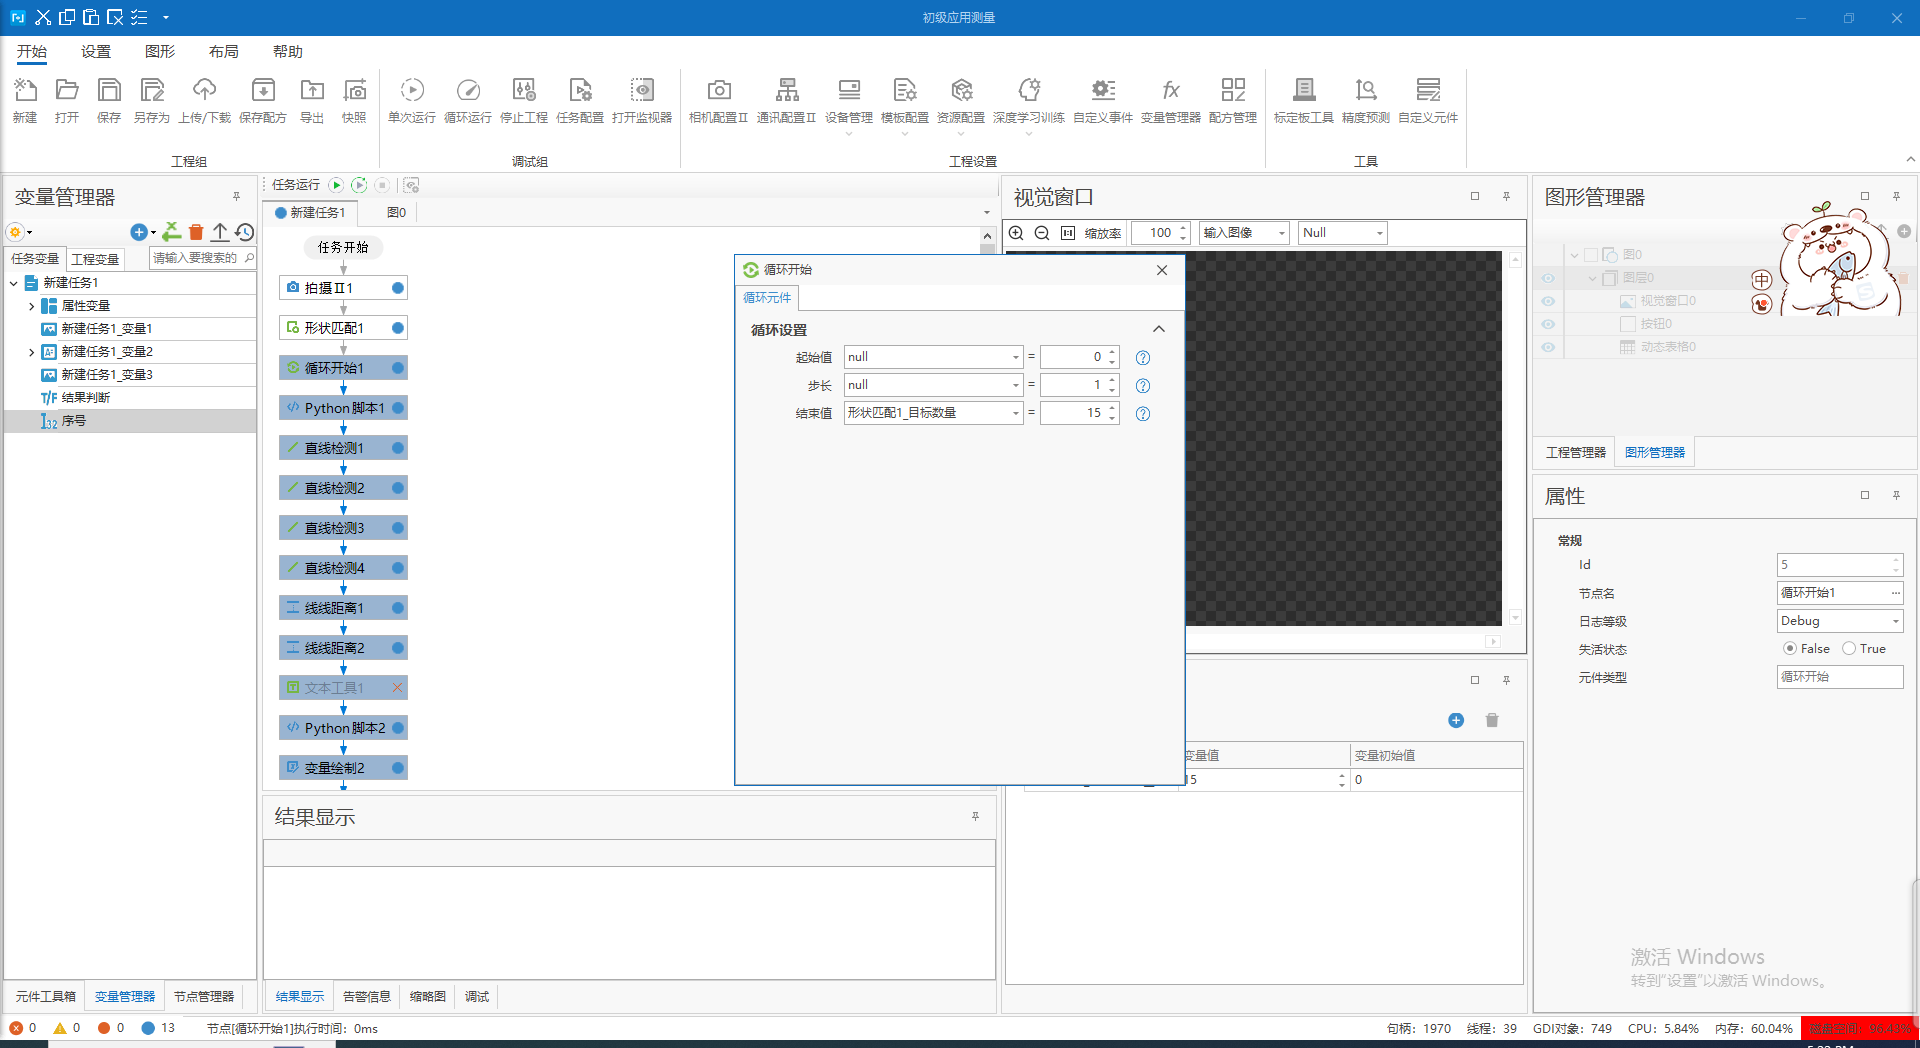 初级应用测量
开始 设置 图形 布局 帮助
新建 打开 保存 另存为 上传/下载 保存配方 导出 快照 单次运行 循环运行 停止工程 任务配置 打开监视器 相机配置II 通讯配置II 设备管理 模板配置 资源配置 深度学习训练 自定义事件 变量管理器 配方管理 标定板工具 精度预测 自定义元件
工程组 调试组 工程设置 工具
变量管理器
任务变量 工程变量 请输入要搜索的
新建任务1
属性变量
新建任务1_变量1
新建任务1_变量2
新建任务1_变量3
T/F 结果判断
I32 序号
元件工具箱 变量管理器 节点管理器
任务运行
新建任务1 图0
任务开始
拍摄II1
形状匹配1
循环开始1
Python脚本1
直线检测1
直线检测2
直线检测3
直线检测4
线线距离1
线线距离2
文本工具1
Python脚本2
变量绘制2
结果显示
结果显示 告警信息 缩略图 调试
循环开始
循环元件
循环设置
起始值 null = 0
步长 null = 1
结束值 形状匹配1_目标数量 = 15
视觉窗口
缩放率 100 输入图像 Null
变量值 变量初始值
15 0
图形管理器
图0
图层0
视觉窗口0
按钮0
动态表格0
中
工程管理器 图形管理器
属性
常规
Id 5
节点名 循环开始1 ...
日志等级 Debug
失活状态 False True
元件类型 循环开始
激活 Windows
转到“设置”以激活 Windows。
0 0 0 13 节点[循环开始1]执行时间：0ms
句柄：1970 线程：39 GDI对象：749 CPU：5.84% 内存：60.04%